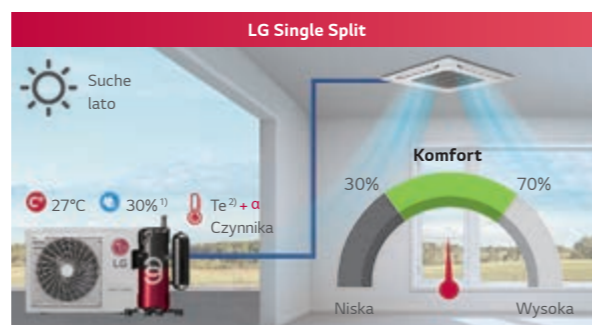 LG Single Split
Suche
lato
Komfort
30%
70%
27°C
30%1)
Te2) + α
Czynnika
LG
Niska
Wysoka